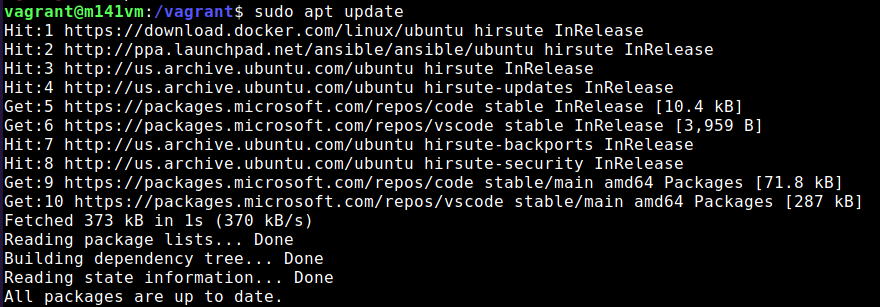 vagrant@m141vm:/vagrant$ sudo apt update
Hit:1 https://download.docker.com/linux/ubuntu hirsute InRelease
Hit:2 http://ppa.launchpad.net/ansible/ansible/ubuntu hirsute InRelease
Hit:3 http://us.archive.ubuntu.com/ubuntu hirsute InRelease
Hit:4 http://us.archive.ubuntu.com/ubuntu hirsute-updates InRelease
Get:5 https://packages.microsoft.com/repos/code stable InRelease [10.4 kB]
Get:6 https://packages.microsoft.com/repos/vscode stable InRelease [3,959 B]
Hit:7 http://us.archive.ubuntu.com/ubuntu hirsute-backports InRelease
Hit:8 http://us.archive.ubuntu.com/ubuntu hirsute-security InRelease
Get:9 https://packages.microsoft.com/repos/code stable/main amd64 Packages [71.8 kB]
Get:10 https://packages.microsoft.com/repos/vscode stable/main amd64 Packages [287 kB]
Fetched 373 kB in 1s (370 kB/s)
Reading package lists... Done
Building dependency tree... Done
Reading state information... Done
All packages are up to date.